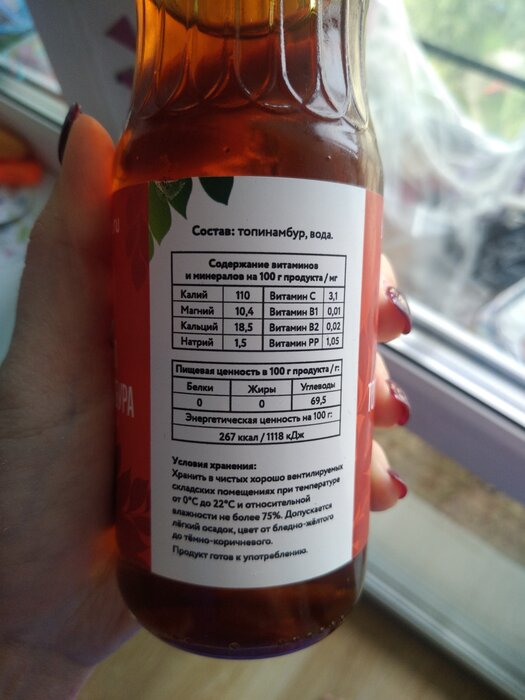 Состав: топинамбур, вода.
Содержание витаминов
и минералов на 100 г продукта / мг
Калий 110 Витамин C 3,1
Магний 10,4 Витамин B1 0,01
Кальций 18,5 Витамин B2 0,02
Натрий 1,5 Витамин PP 1,05
Пищевая ценность в 100 г продукта / г:
Белки Жиры Углеводы
0 0 69,5
Энергетическая ценность на 100 г:
267 ккал / 1118 кДж
Условия хранения:
Хранить в чистых хорошо вентилируемых
складских помещениях при температуре
от 0°C до 22°C и относительной
влажности не более 75%. Допускается
лёгкий осадок, цвет от бледно-жёлтого
до тёмно-коричневого.
Продукт готов к употреблению.